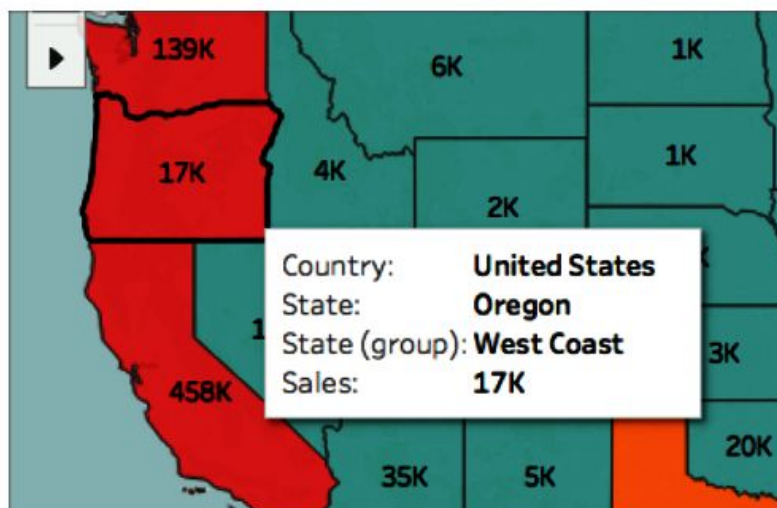 139K
6K
1K
17K
4K
1K
2K
Country: United States
State: Oregon
State (group): West Coast
Sales: 17K
3K
458K
20K
35K
5K